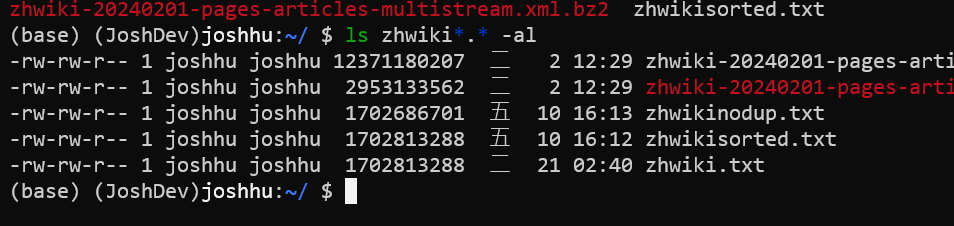 zhwiki-20240201-pages-articles-multistream.xml.bz2  zhwikisorted.txt
(base) (JoshDev)joshhu:~/ $ ls zhwiki*.* -al
-rw-rw-r-- 1 joshhu joshhu 12371180207  二   2 12:29 zhwiki-20240201-pages-arti
-rw-rw-r-- 1 joshhu joshhu  2953133562  二   2 12:29 zhwiki-20240201-pages-arti
-rw-rw-r-- 1 joshhu joshhu  1702686701  五  10 16:13 zhwikinodup.txt
-rw-rw-r-- 1 joshhu joshhu  1702813288  五  10 16:12 zhwikisorted.txt
-rw-rw-r-- 1 joshhu joshhu  1702813288  二  21 02:40 zhwiki.txt
(base) (JoshDev)joshhu:~/ $